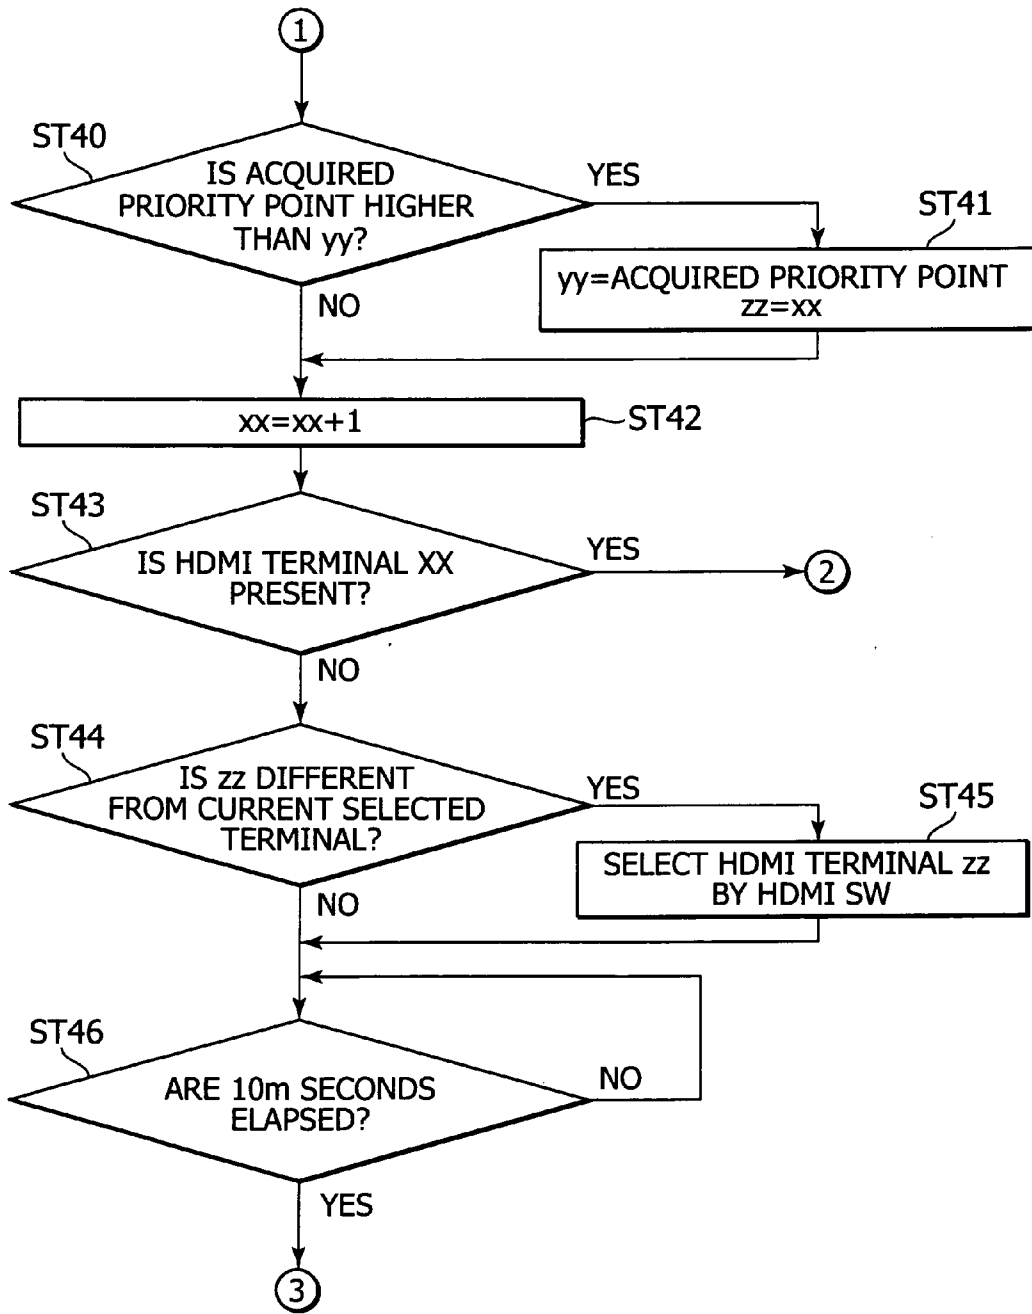 1
ST40
IS ACQUIRED
PRIORITY POINT HIGHER
THAN yy?
YES
ST41
yy=ACQUIRED PRIORITY POINT
zz=xx
NO
xx=xx+1
ST42
ST43
IS HDMI TERMINAL XX
PRESENT?
YES
2
NO
ST44
IS zz DIFFERENT
FROM CURRENT SELECTED
TERMINAL?
YES
ST45
SELECT HDMI TERMINAL zz
BY HDMI SW
NO
ST46
ARE 10m SECONDS
ELAPSED?
NO
YES
3